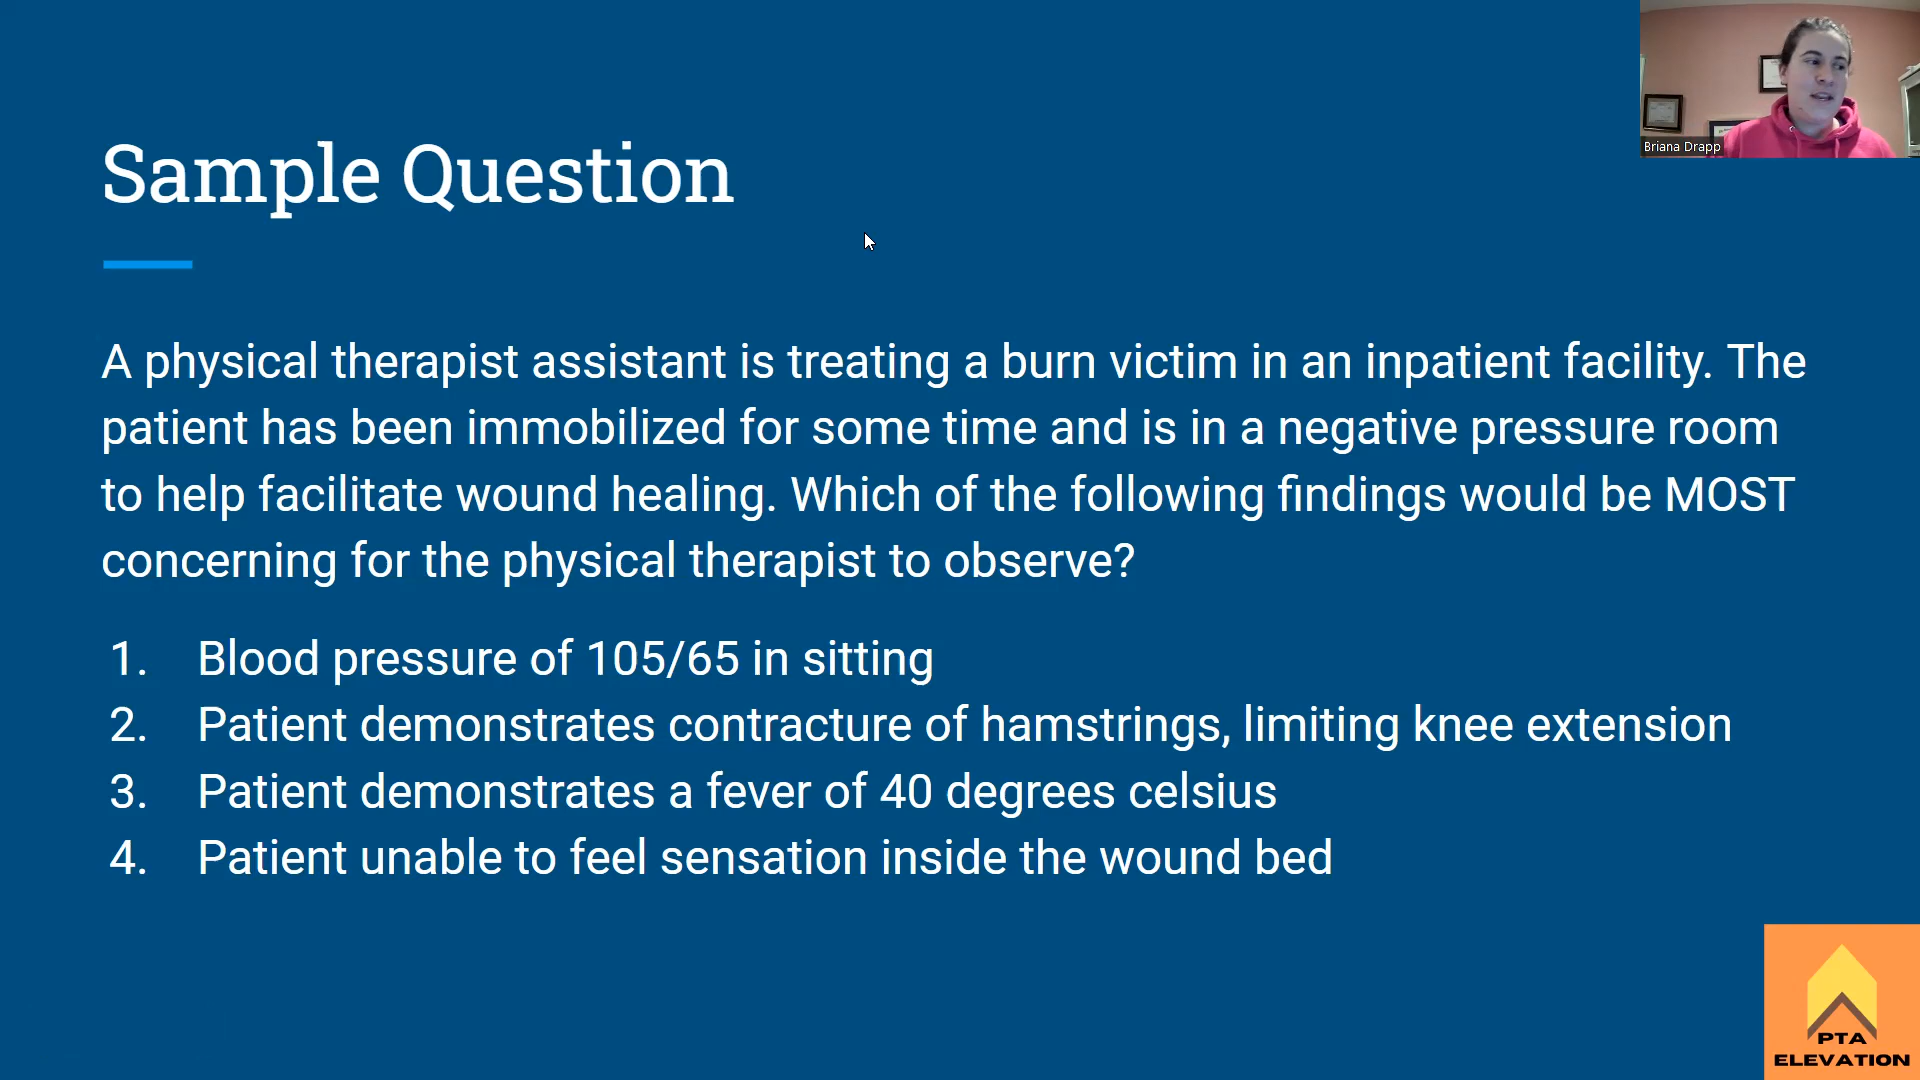 Briana Drapp
Sample Question
A physical therapist assistant is treating a burn victim in an inpatient facility. The
patient has been immobilized for some time and is in a negative pressure room
to help facilitate wound healing. Which of the following findings would be MOST
concerning for the physical therapist to observe?
1. Blood pressure of 105/65 in sitting
2. Patient demonstrates contracture of hamstrings, limiting knee extension
3. Patient demonstrates a fever of 40 degrees celsius
4. Patient unable to feel sensation inside the wound bed
PTA
ELEVATION